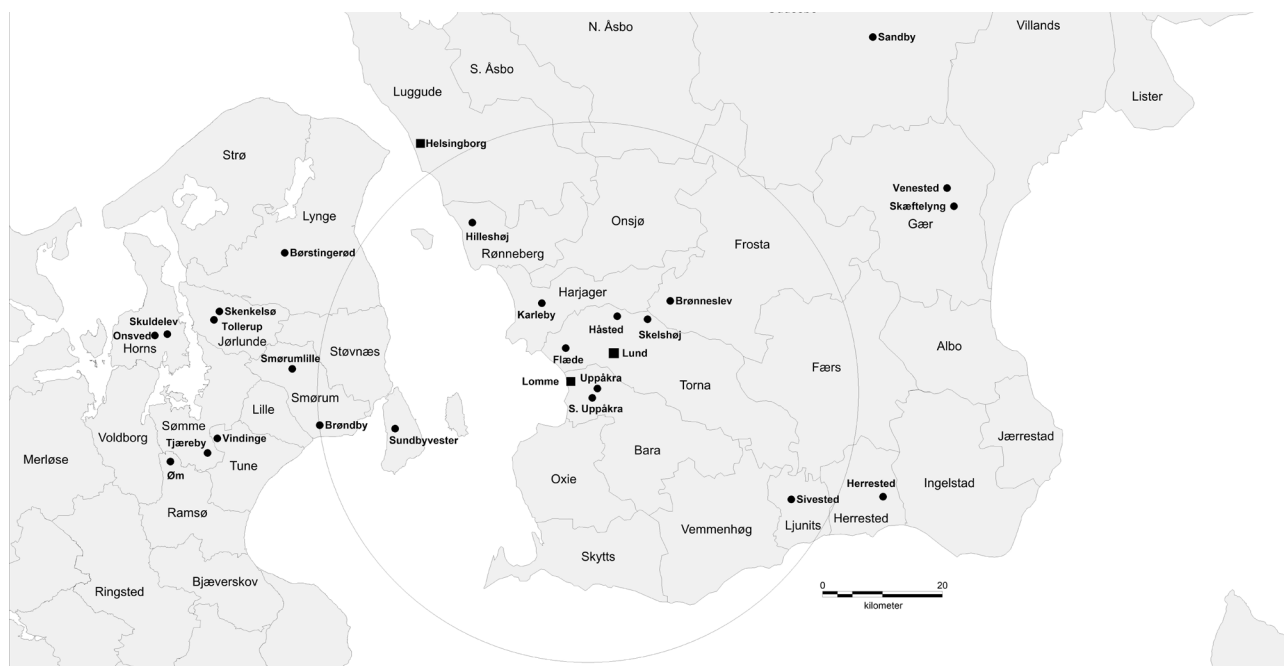 N. Åsbo
Sandby
Villands
S. Åsbo
Luggude
Lister
Helsingborg
Strø
Venested
Lynge
Skæftelyng
Onsjø
Gær
Hilleshøj
Frosta
Børstingerød
Rønneberg
Harjager
Brønneslev
Karleby
Skenkelsø
Skuldelev
Tollerup
Håsted
Skelshøj
Onsved
Jørlunde
Horns
Støvnæs
Albo
Smørumlille
Flæde
Lund
Færs
Uppåkra
Lomme
Torna
Smørum
S. Uppåkra
Lille
Sømme
Brøndby
Voldborg
Vindinge
Sundbyvester
Jærrestad
Tjæreby
Bara
Merløse
Tune
Øm
Oxie
Herrested
Ingelstad
Sivested
Ramsø
Vemmenhøg
Ljunits
Herrested
Skytts
Bjæverskov
0 20
Ringsted
kilometer